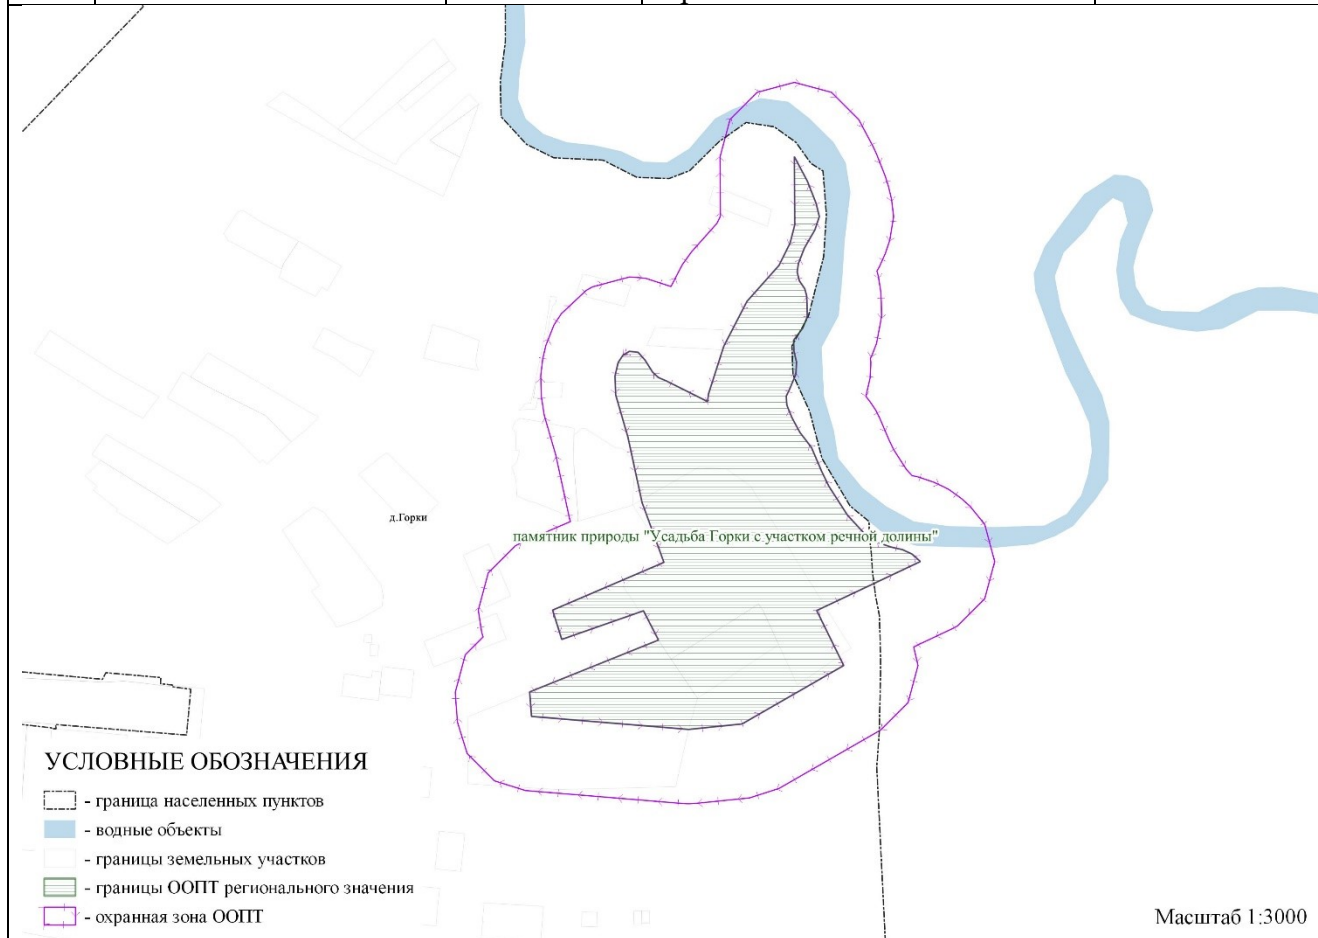 д.Горки
памятник природы "Усадьба Горки с участком речной долины"
УСЛОВНЫЕ ОБОЗНАЧЕНИЯ
- граница населенных пунктов
- водные объекты
- границы земельных участков
- границы ООПТ регионального значения
- охранная зона ООПТ
Масштаб 1:3000